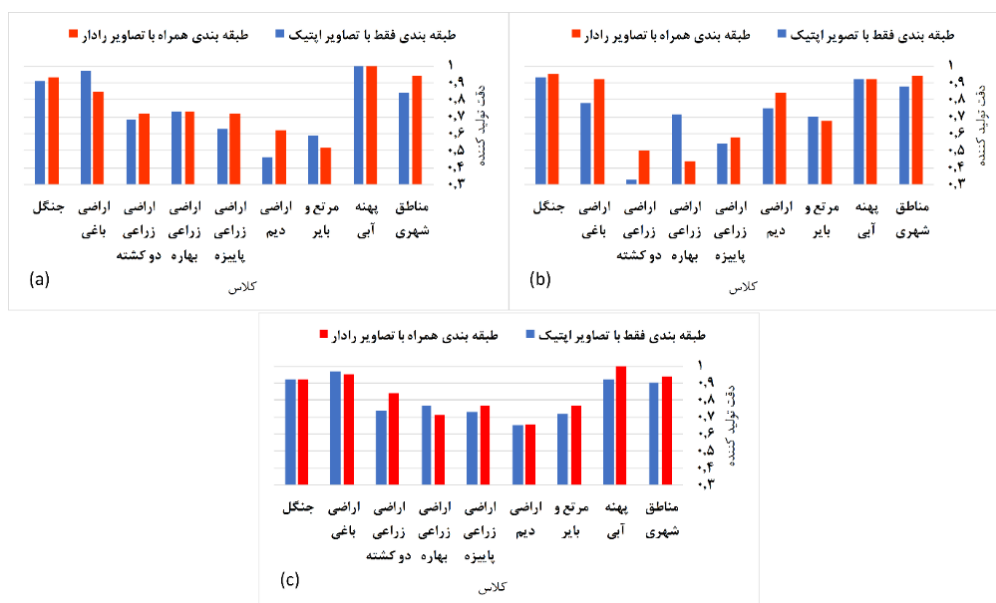 طبقه بندی فقط با تصاویر اپتیک
طبقه بندی همراه با تصاویر رادار
۱
۰.۹
۰.۸
۰.۷
۰.۶
۰.۵
۰.۴
۰.۳
دقت تولید کننده
مناطق شهری
پهنه آبی
مرتع و بایر
اراضی دیم
اراضی زراعی پاییزه
اراضی زراعی بهاره
اراضی زراعی دو کشته
اراضی باغی
جنگل
کلاس
(a)
طبقه بندی فقط با تصویر اپتیک
طبقه بندی همراه با تصاویر رادار
۱
۰.۹
۰.۸
۰.۷
۰.۶
۰.۵
۰.۴
۰.۳
دقت تولید کننده
مناطق شهری
پهنه آبی
مرتع و بایر
اراضی دیم
اراضی زراعی پاییزه
اراضی زراعی بهاره
اراضی زراعی دو کشته
اراضی باغی
جنگل
کلاس
(b)
طبقه بندی فقط با تصاویر اپتیک
طبقه بندی همراه با تصاویر رادار
۱
۰.۹
۰.۸
۰.۷
۰.۶
۰.۵
۰.۴
۰.۳
دقت تولید کننده
مناطق شهری
پهنه آبی
مرتع و بایر
اراضی دیم
اراضی زراعی پاییزه
اراضی زراعی بهاره
اراضی زراعی دو کشته
اراضی باغی
جنگل
کلاس
(c)